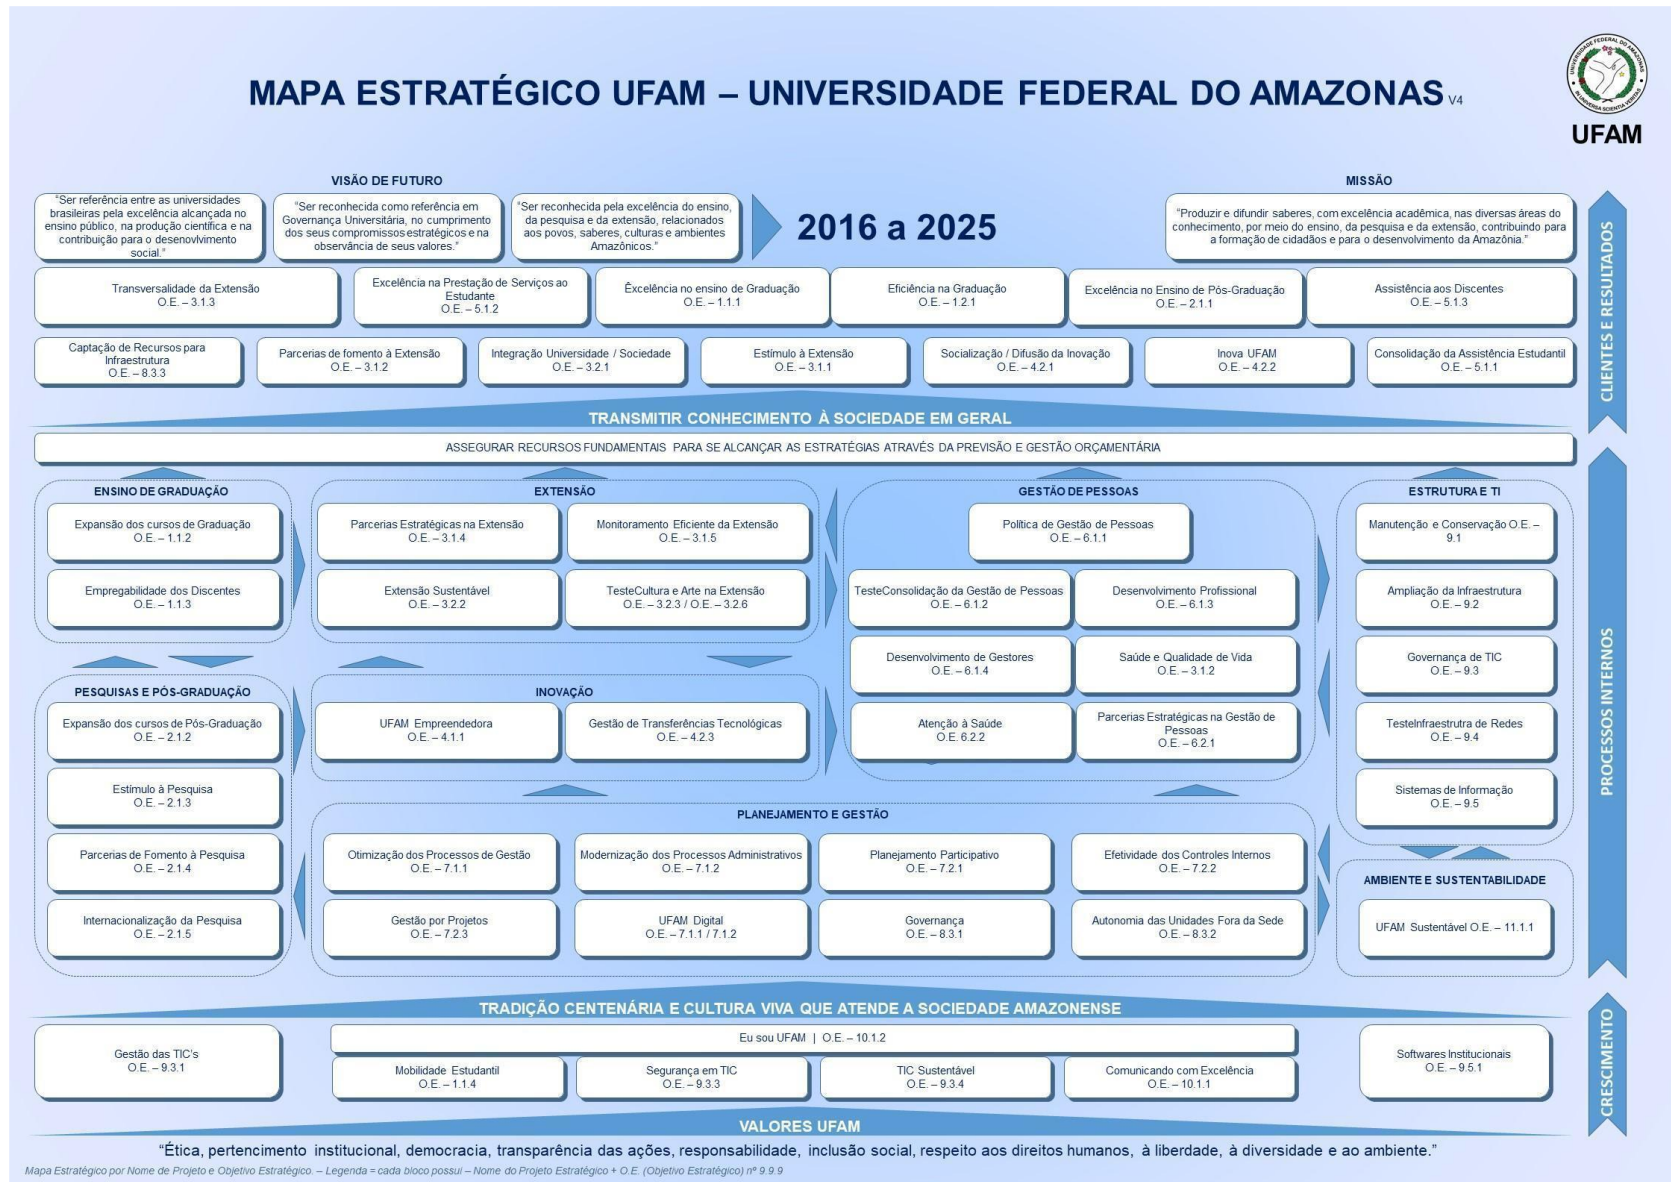 MAPA ESTRATÉGICO UFAM – UNIVERSIDADE FEDERAL DO AMAZONAS V4
UFAM
VISÃO DE FUTURO
MISSÃO
“Ser referência entre as universidades
brasileiras pela excelência alcançada no
ensino público, na produção científica e na
contribuição para o desenovlvimento
social.”
“Ser reconhecida como referência em
Governança Universitária, no cumprimento
dos seus compromissos estratégicos e na
observância de seus valores.”
“Ser reconhecida pela excelência do ensino,
da pesquisa e da extensão, relacionados
aos povos, saberes, culturas e ambientes
Amazônicos.”
2016 a 2025
“Produzir e difundir saberes, com excelência acadêmica, nas diversas áreas do
conhecimento, por meio do ensino, da pesquisa e da extensão, contribuindo para
a formação de cidadãos e para o desenvolvimento da Amazônia.”
CLIENTES E RESULTADOS
Transversalidade da Extensão
O.E. – 3.1.3
Excelência na Prestação de Serviços ao
Estudante
O.E. – 5.1.2
Êxcelência no ensino de Graduação
O.E. – 1.1.1
Eficiência na Graduação
O.E. – 1.2.1
Excelência no Ensino de Pós-Graduação
O.E. – 2.1.1
Assistência aos Discentes
O.E. – 5.1.3
Captação de Recursos para
Infraestrutura
O.E. – 8.3.3
Parcerias de fomento à Extensão
O.E. – 3.1.2
Integração Universidade / Sociedade
O.E. – 3.2.1
Estímulo à Extensão
O.E. – 3.1.1
Socialização / Difusão da Inovação
O.E. – 4.2.1
Inova UFAM
O.E. – 4.2.2
Consolidação da Assistência Estudantil
O.E. – 5.1.1
TRANSMITIR CONHECIMENTO À SOCIEDADE EM GERAL
ASSEGURAR RECURSOS FUNDAMENTAIS PARA SE ALCANÇAR AS ESTRATÉGIAS ATRAVÉS DA PREVISÃO E GESTÃO ORÇAMENTÁRIA
PROCESSOS INTERNOS
ENSINO DE GRADUAÇÃO
Expansão dos cursos de Graduação
O.E. – 1.1.2
Empregabilidade dos Discentes
O.E. – 1.1.3
EXTENSÃO
Parcerias Estratégicas na Extensão
O.E. – 3.1.4
Monitoramento Eficiente da Extensão
O.E. – 3.1.5
Extensão Sustentável
O.E. – 3.2.2
TesteCultura e Arte na Extensão
O.E. – 3.2.3 / O.E. – 3.2.6
GESTÃO DE PESSOAS
Política de Gestão de Pessoas
O.E. – 6.1.1
TesteConsolidação da Gestão de Pessoas
O.E. – 6.1.2
Desenvolvimento Profissional
O.E. – 6.1.3
Desenvolvimento de Gestores
O.E. – 6.1.4
Saúde e Qualidade de Vida
O.E. – 3.1.2
Atenção à Saúde
O.E. 6.2.2
Parcerias Estratégicas na Gestão de
Pessoas
O.E. – 6.2.1
ESTRUTURA E TI
Manutenção e Conservação O.E. –
9.1
Ampliação da Infraestrutura
O.E. – 9.2
Governança de TIC
O.E. – 9.3
TesteInfraestrutra de Redes
O.E. – 9.4
Sistemas de Informação
O.E. – 9.5
PESQUISAS E PÓS-GRADUAÇÃO
Expansão dos cursos de Pós-Graduação
O.E. – 2.1.2
Estímulo à Pesquisa
O.E. – 2.1.3
Parcerias de Fomento à Pesquisa
O.E. – 2.1.4
Internacionalização da Pesquisa
O.E. – 2.1.5
INOVAÇÃO
UFAM Empreendedora
O.E. – 4.1.1
Gestão de Transferências Tecnológicas
O.E. – 4.2.3
PLANEJAMENTO E GESTÃO
Otimização dos Processos de Gestão
O.E. – 7.1.1
Modernização dos Processos Administrativos
O.E. – 7.1.2
Planejamento Participativo
O.E. – 7.2.1
Efetividade dos Controles Internos
O.E. – 7.2.2
Gestão por Projetos
O.E. – 7.2.3
UFAM Digital
O.E. – 7.1.1 / 7.1.2
Governança
O.E. – 8.3.1
Autonomia das Unidades Fora da Sede
O.E. – 8.3.2
AMBIENTE E SUSTENTABILIDADE
UFAM Sustentável O.E. – 11.1.1
TRADIÇÃO CENTENÁRIA E CULTURA VIVA QUE ATENDE A SOCIEDADE AMAZONENSE
CRESCIMENTO
Gestão das TIC’s
O.E. – 9.3.1
Eu sou UFAM | O.E. – 10.1.2
Mobilidade Estudantil
O.E. – 1.1.4
Segurança em TIC
O.E. – 9.3.3
TIC Sustentável
O.E. – 9.3.4
Comunicando com Excelência
O.E. – 10.1.1
Softwares Institucionais
O.E. – 9.5.1
VALORES UFAM
“Ética, pertencimento institucional, democracia, transparência das ações, responsabilidade, inclusão social, respeito aos direitos humanos, à liberdade, à diversidade e ao ambiente.”
Mapa Estratégico por Nome de Projeto e Objetivo Estratégico. – Legenda = cada bloco possui – Nome do Projeto Estratégico + O.E. (Objetivo Estratégico) nº 9.9.9